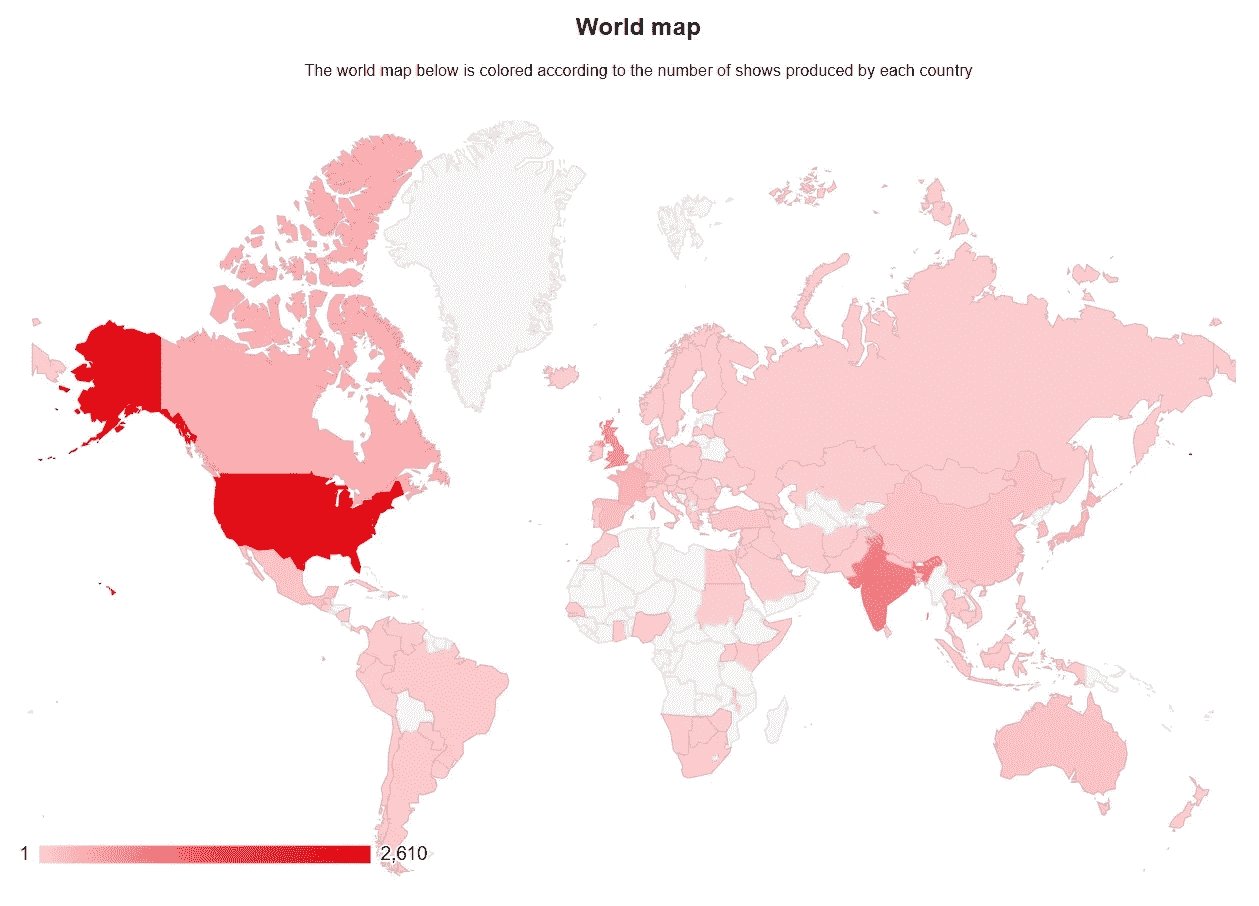 World map
The world map below is colored according to the number of shows produced by each country
1 2,610